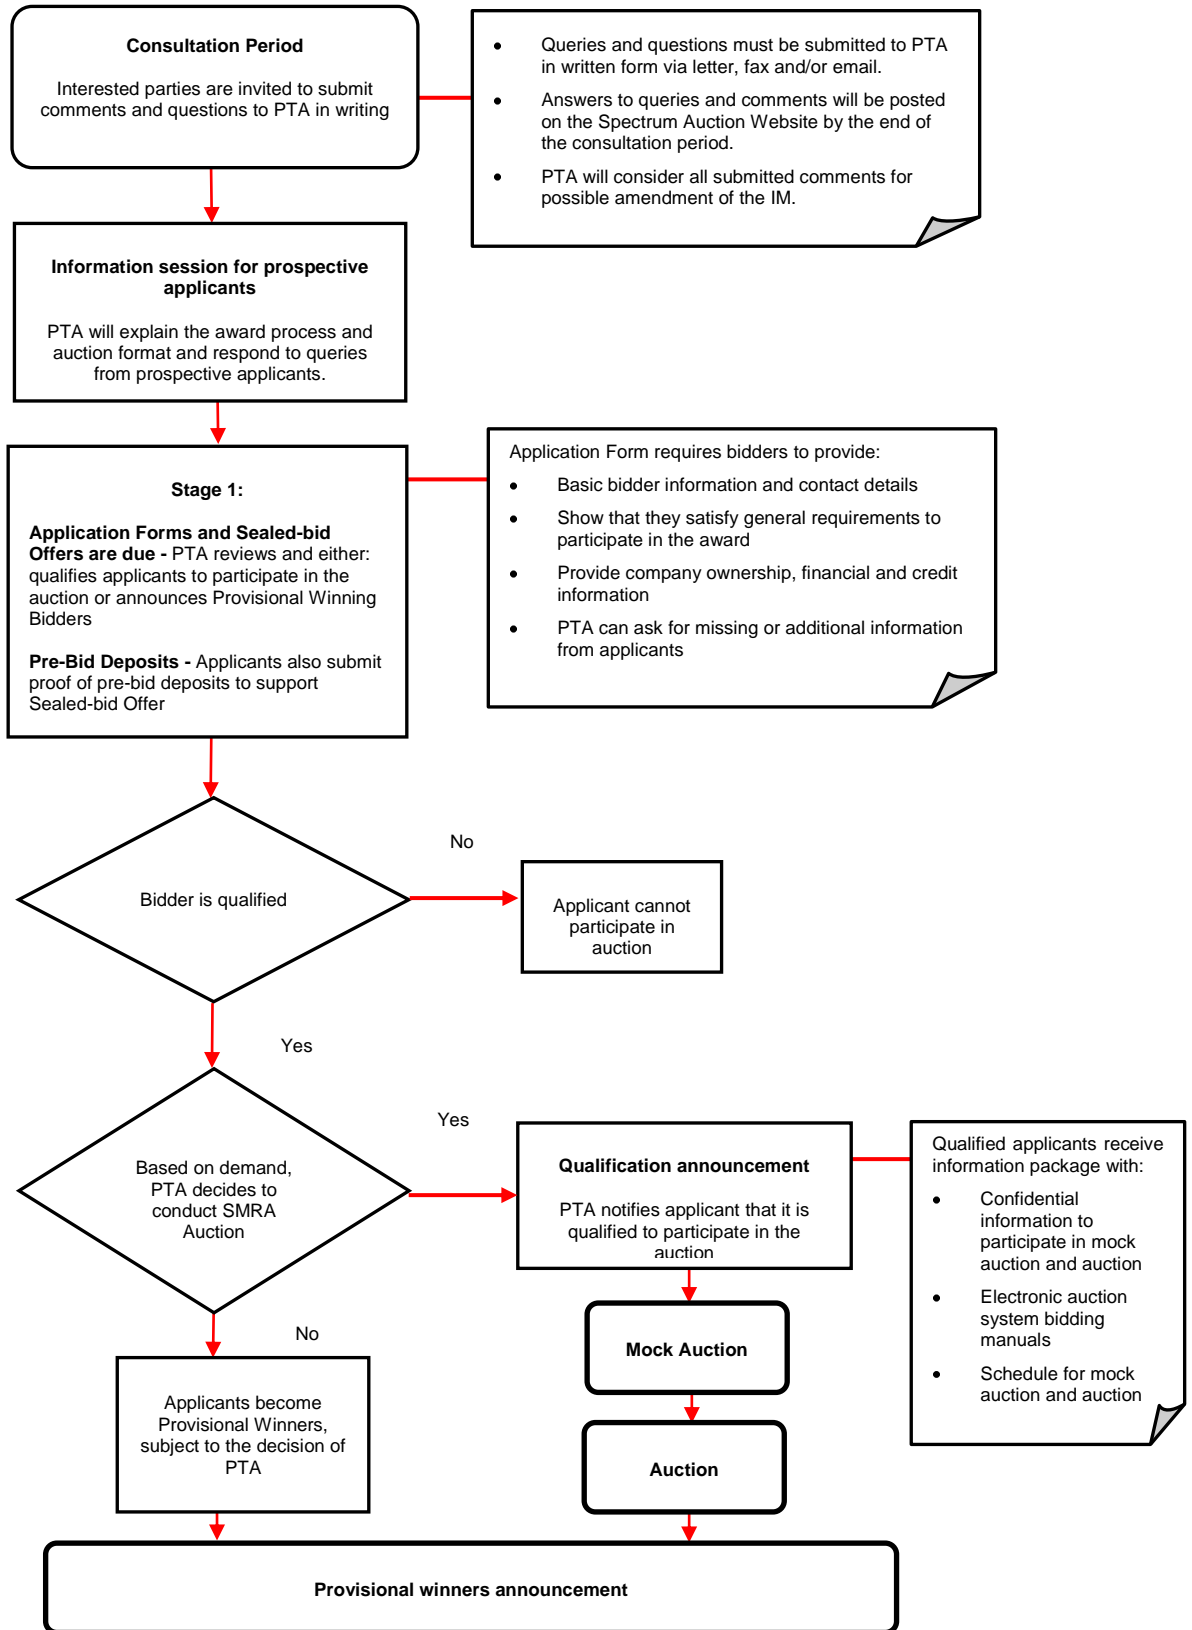 Consultation Period
Interested parties are invited to submit
comments and questions to PTA in writing
• Queries and questions must be submitted to PTA
in written form via letter, fax and/or email.
• Answers to queries and comments will be posted
on the Spectrum Auction Website by the end of
the consultation period.
• PTA will consider all submitted comments for
possible amendment of the IM.
Information session for prospective
applicants
PTA will explain the award process and
auction format and respond to queries
from prospective applicants.
Stage 1:
Application Forms and Sealed-bid
Offers are due - PTA reviews and either:
qualifies applicants to participate in the
auction or announces Provisional Winning
Bidders
Pre-Bid Deposits - Applicants also submit
proof of pre-bid deposits to support
Sealed-bid Offer
Application Form requires bidders to provide:
• Basic bidder information and contact details
• Show that they satisfy general requirements to
participate in the award
• Provide company ownership, financial and credit
information
• PTA can ask for missing or additional information
from applicants
Bidder is qualified
No
Applicant cannot
participate in
auction
Yes
Based on demand,
PTA decides to
conduct SMRA
Auction
Yes
Qualification announcement
PTA notifies applicant that it is
qualified to participate in the
auction
Qualified applicants receive
information package with:
• Confidential
information to
participate in mock
auction and auction
• Electronic auction
system bidding
manuals
• Schedule for mock
auction and auction
No
Mock Auction
Applicants become
Provisional Winners,
subject to the decision of
PTA
Auction
Provisional winners announcement